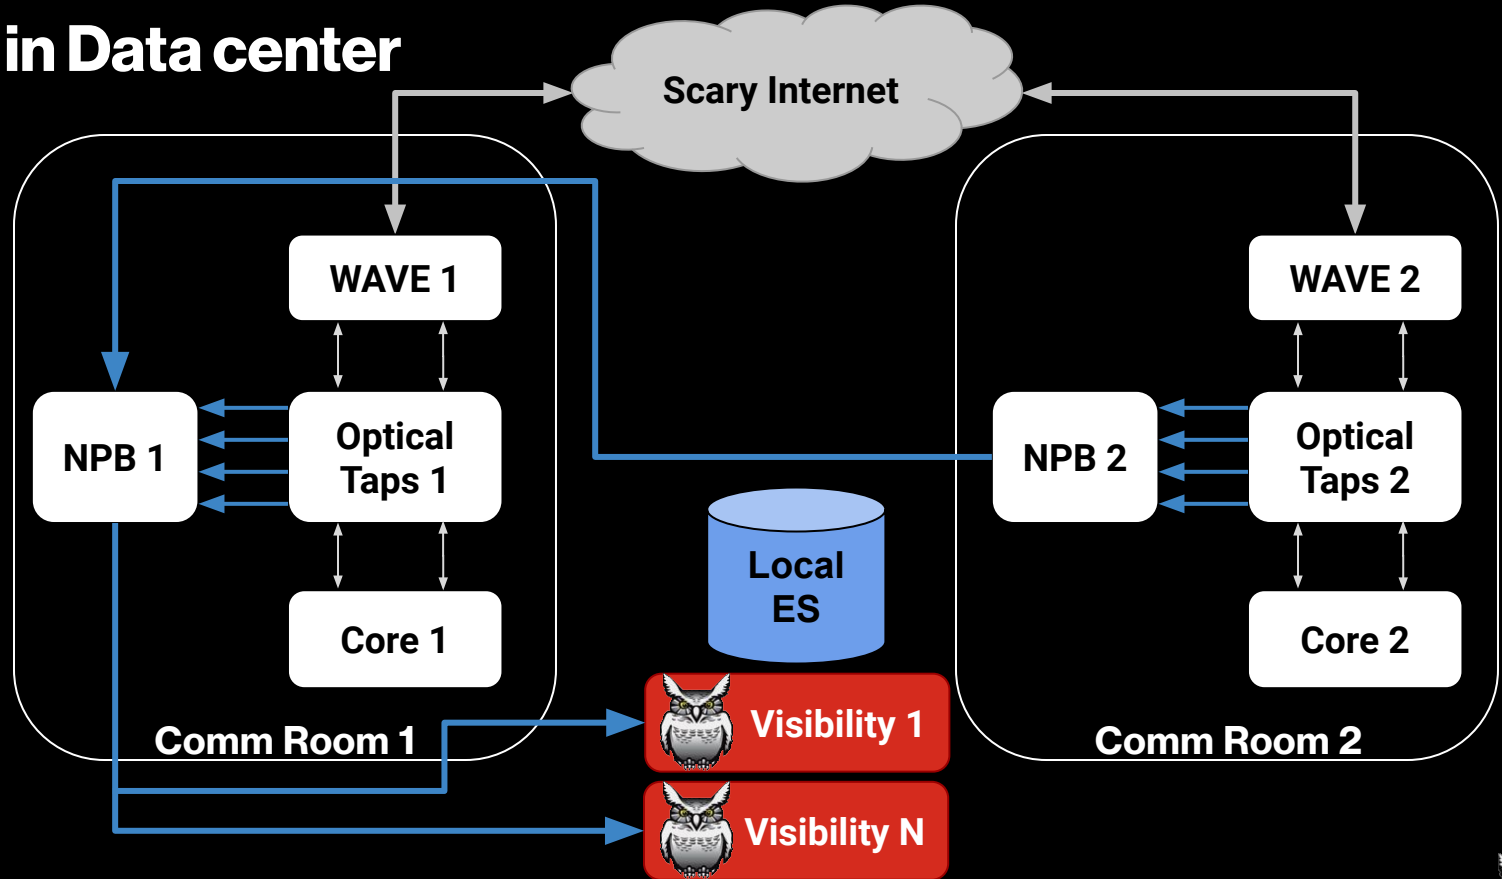 in Data center
Scary Internet
WAVE 1
WAVE 2
NPB 1
Optical
Taps 1
NPB 2
Optical
Taps 2
Local
ES
Core 1
Core 2
Visibility 1
Comm Room 1
Comm Room 2
Visibility N